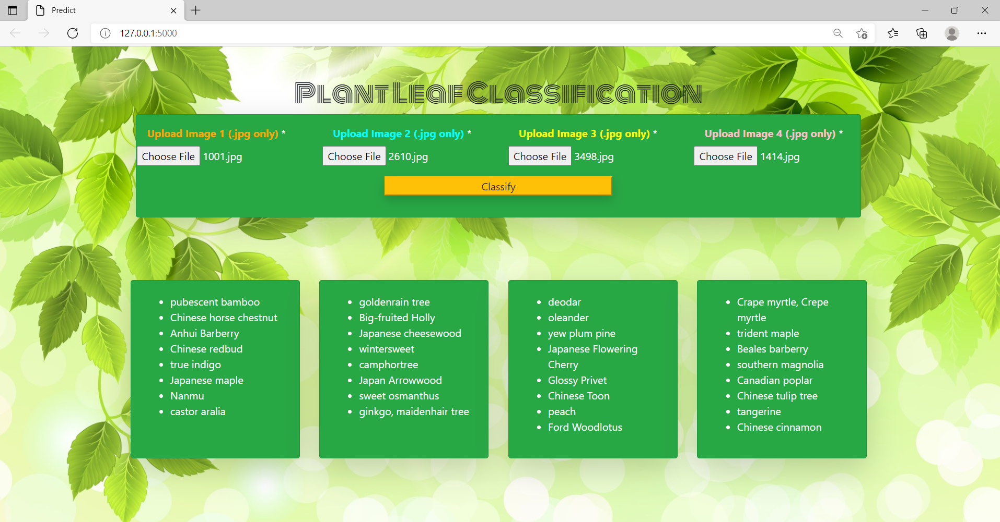 Predict
127.0.0.1:5000
Plant Leaf Classification
Upload Image 1 (.jpg only) *
Upload Image 2 (.jpg only) *
Upload Image 3 (.jpg only) *
Upload Image 4 (.jpg only) *
Choose File 1001.jpg
Choose File 2610.jpg
Choose File 3498.jpg
Choose File 1414.jpg
Classify
• pubescent bamboo
• Chinese horse chestnut
• Anhui Barberry
• Chinese redbud
• true indigo
• Japanese maple
• Nanmu
• castor aralia
• goldenrain tree
• Big-fruited Holly
• Japanese cheesewood
• wintersweet
• camphortree
• Japan Arrowwood
• sweet osmanthus
• ginkgo, maidenhair tree
• deodar
• oleander
• yew plum pine
• Japanese Flowering
Cherry
• Glossy Privet
• Chinese Toon
• peach
• Ford Woodlotus
• Crape myrtle, Crepe
myrtle
• trident maple
• Beales barberry
• southern magnolia
• Canadian poplar
• Chinese tulip tree
• tangerine
• Chinese cinnamon